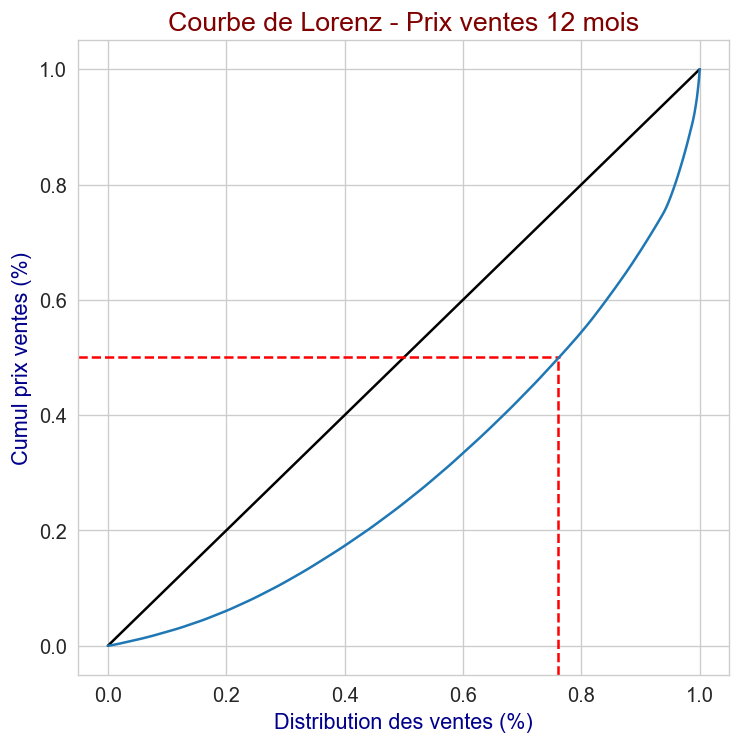 Courbe de Lorenz - Prix ventes 12 mois
1.0
0.8
0.6
0.4
0.2
0.0
Cumul prix ventes (%)
0.0 0.2 0.4 0.6 0.8 1.0
Distribution des ventes (%)